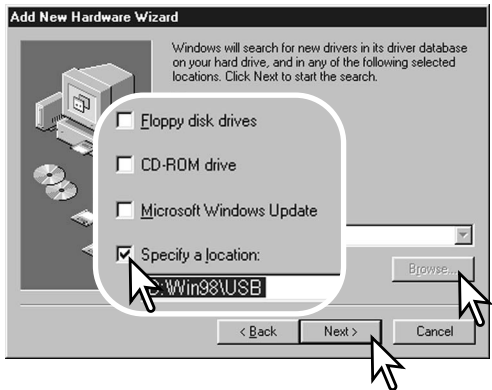 Add New Hardware Wizard
Windows will search for new drivers in its driver database
on your hard drive, and in any of the following selected
locations. Click Next to start the search.
Floppy disk drives
CD-ROM drive
Microsoft Windows Update
Specify a location:
:\Win98\USB
Browse...
< Back
Next >
Cancel